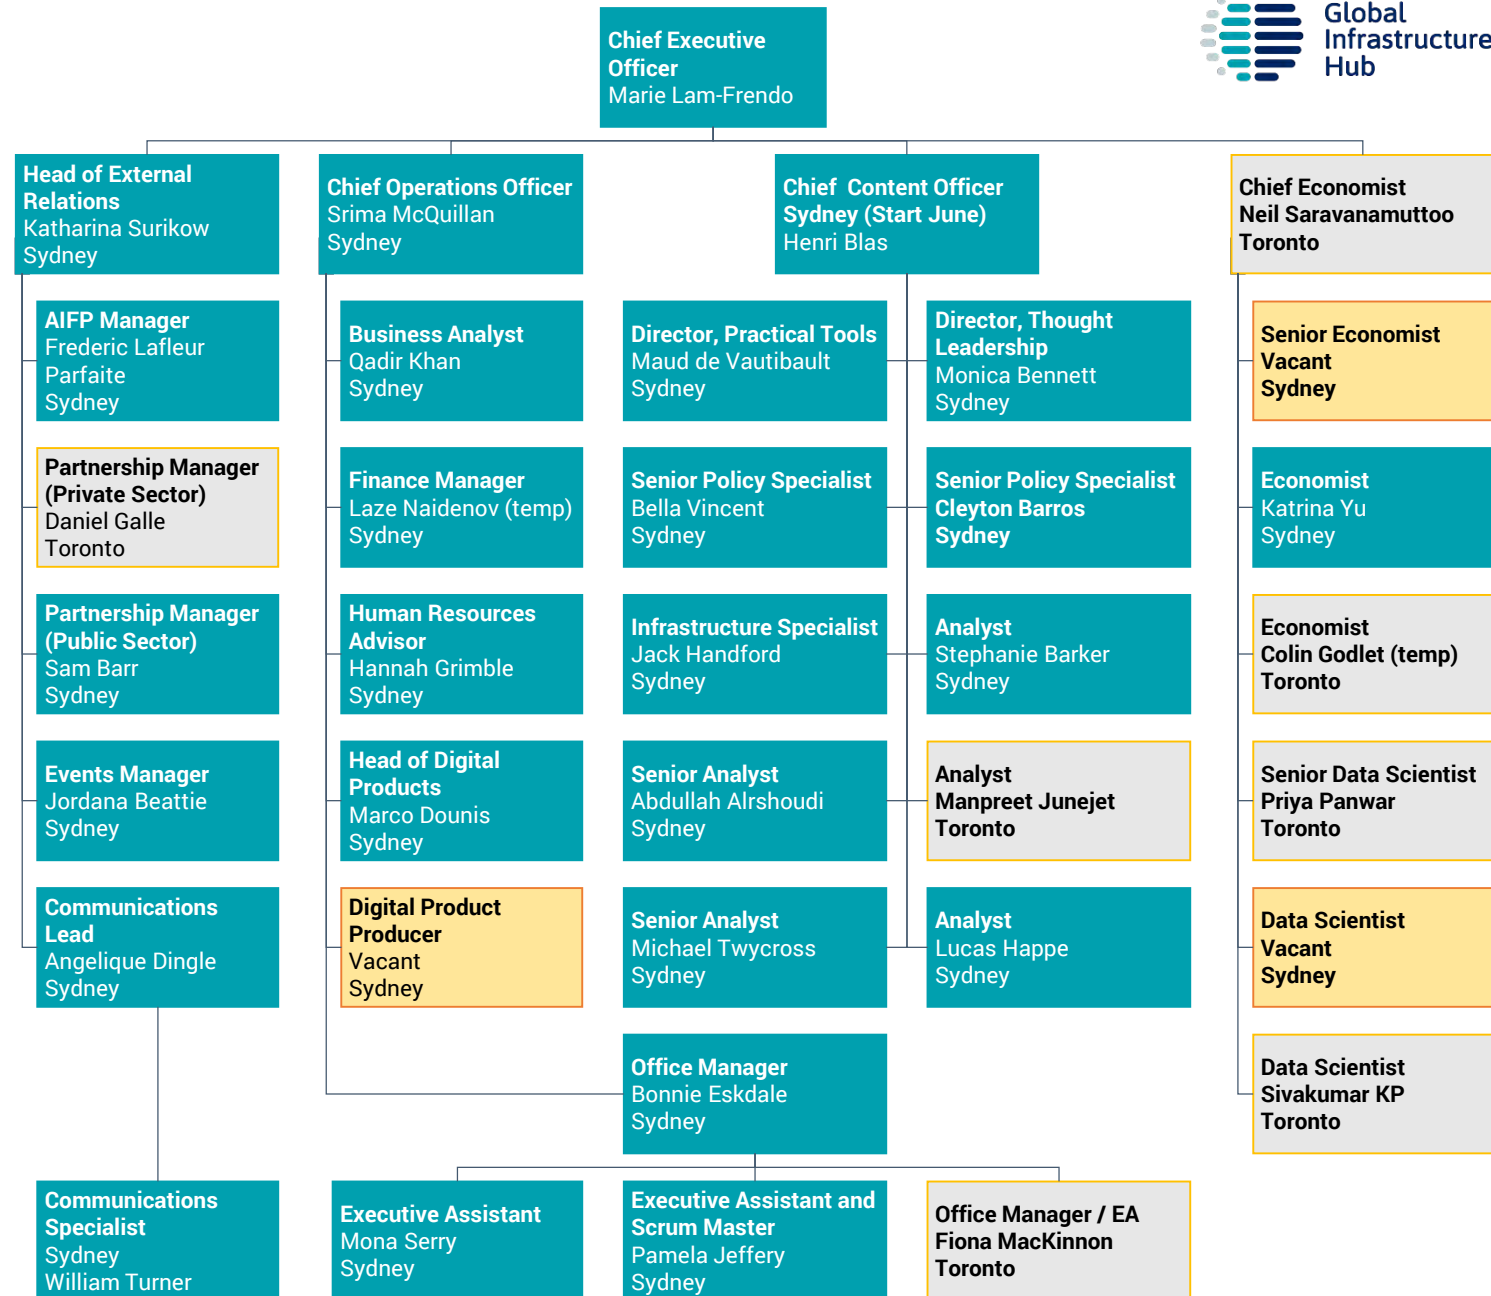 Global
Infrastructure
Hub
Chief Executive
Officer
Marie Lam-Frendo
Head of External
Relations
Katharina Surikow
Sydney
Chief Operations Officer
Srima McQuillan
Sydney
Chief  Content Officer
Sydney (Start June)
Henri Blas
Chief Economist
Neil Saravanamuttoo
Toronto
AIFP Manager
Frederic Lafleur
Parfaite
Sydney
Business Analyst
Qadir Khan
Sydney
Director, Practical Tools
Maud de Vautibault
Sydney
Director, Thought
Leadership
Monica Bennett
Sydney
Senior Economist
Vacant
Sydney
Partnership Manager
(Private Sector)
Daniel Galle
Toronto
Finance Manager
Laze Naidenov (temp)
Sydney
Senior Policy Specialist
Bella Vincent
Sydney
Senior Policy Specialist
Cleyton Barros
Sydney
Economist
Katrina Yu
Sydney
Partnership Manager
(Public Sector)
Sam Barr
Sydney
Human Resources
Advisor
Hannah Grimble
Sydney
Infrastructure Specialist
Jack Handford
Sydney
Analyst
Stephanie Barker
Sydney
Economist
Colin Godlet (temp)
Toronto
Events Manager
Jordana Beattie
Sydney
Head of Digital
Products
Marco Dounis
Sydney
Senior Analyst
Abdullah Alrshoudi
Sydney
Analyst
Manpreet Junejet
Toronto
Senior Data Scientist
Priya Panwar
Toronto
Communications
Lead
Angelique Dingle
Sydney
Digital Product
Producer
Vacant
Sydney
Senior Analyst
Michael Twycross
Sydney
Analyst
Lucas Happe
Sydney
Data Scientist
Vacant
Sydney
Office Manager
Bonnie Eskdale
Sydney
Data Scientist
Sivakumar KP
Toronto
Communications
Specialist
Sydney
William Turner
Executive Assistant
Mona Serry
Sydney
Executive Assistant and
Scrum Master
Pamela Jeffery
Sydney
Office Manager / EA
Fiona MacKinnon
Toronto